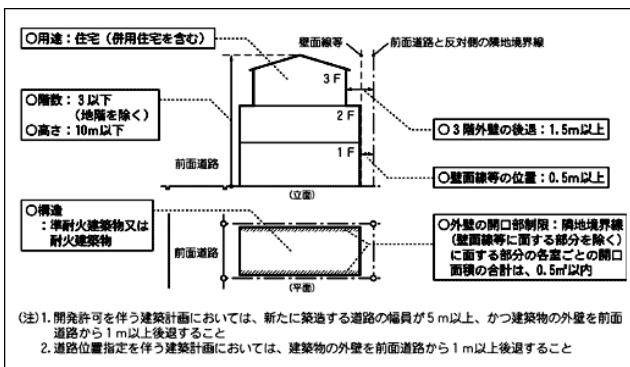 壁面線等
前面道路と反対側の隣地境界線
○用途：住宅（併用住宅を含む）
3F
○階数：3以下
（地階を除く）
○高さ：10m以下
2F
○3階外壁の後退：1.5m以上
1F
前面道路
○壁面線等の位置：0.5m以上
（立面）
○構造
：準耐火建築物又は
耐火建築物
前面道路
○外壁の開口部制限：隣地境界線
（壁面線等に面する部分を除く）
に面する部分の各室ごとの開口
面積の合計は、0.5㎡以内
（平面）
（注）1. 開発許可を伴う建築計画においては、新たに築造する道路の幅員が5m以上、かつ建築物の外壁を前面
道路から1m以上後退すること
2. 道路位置指定を伴う建築計画においては、建築物の外壁を前面道路から1m以上後退すること